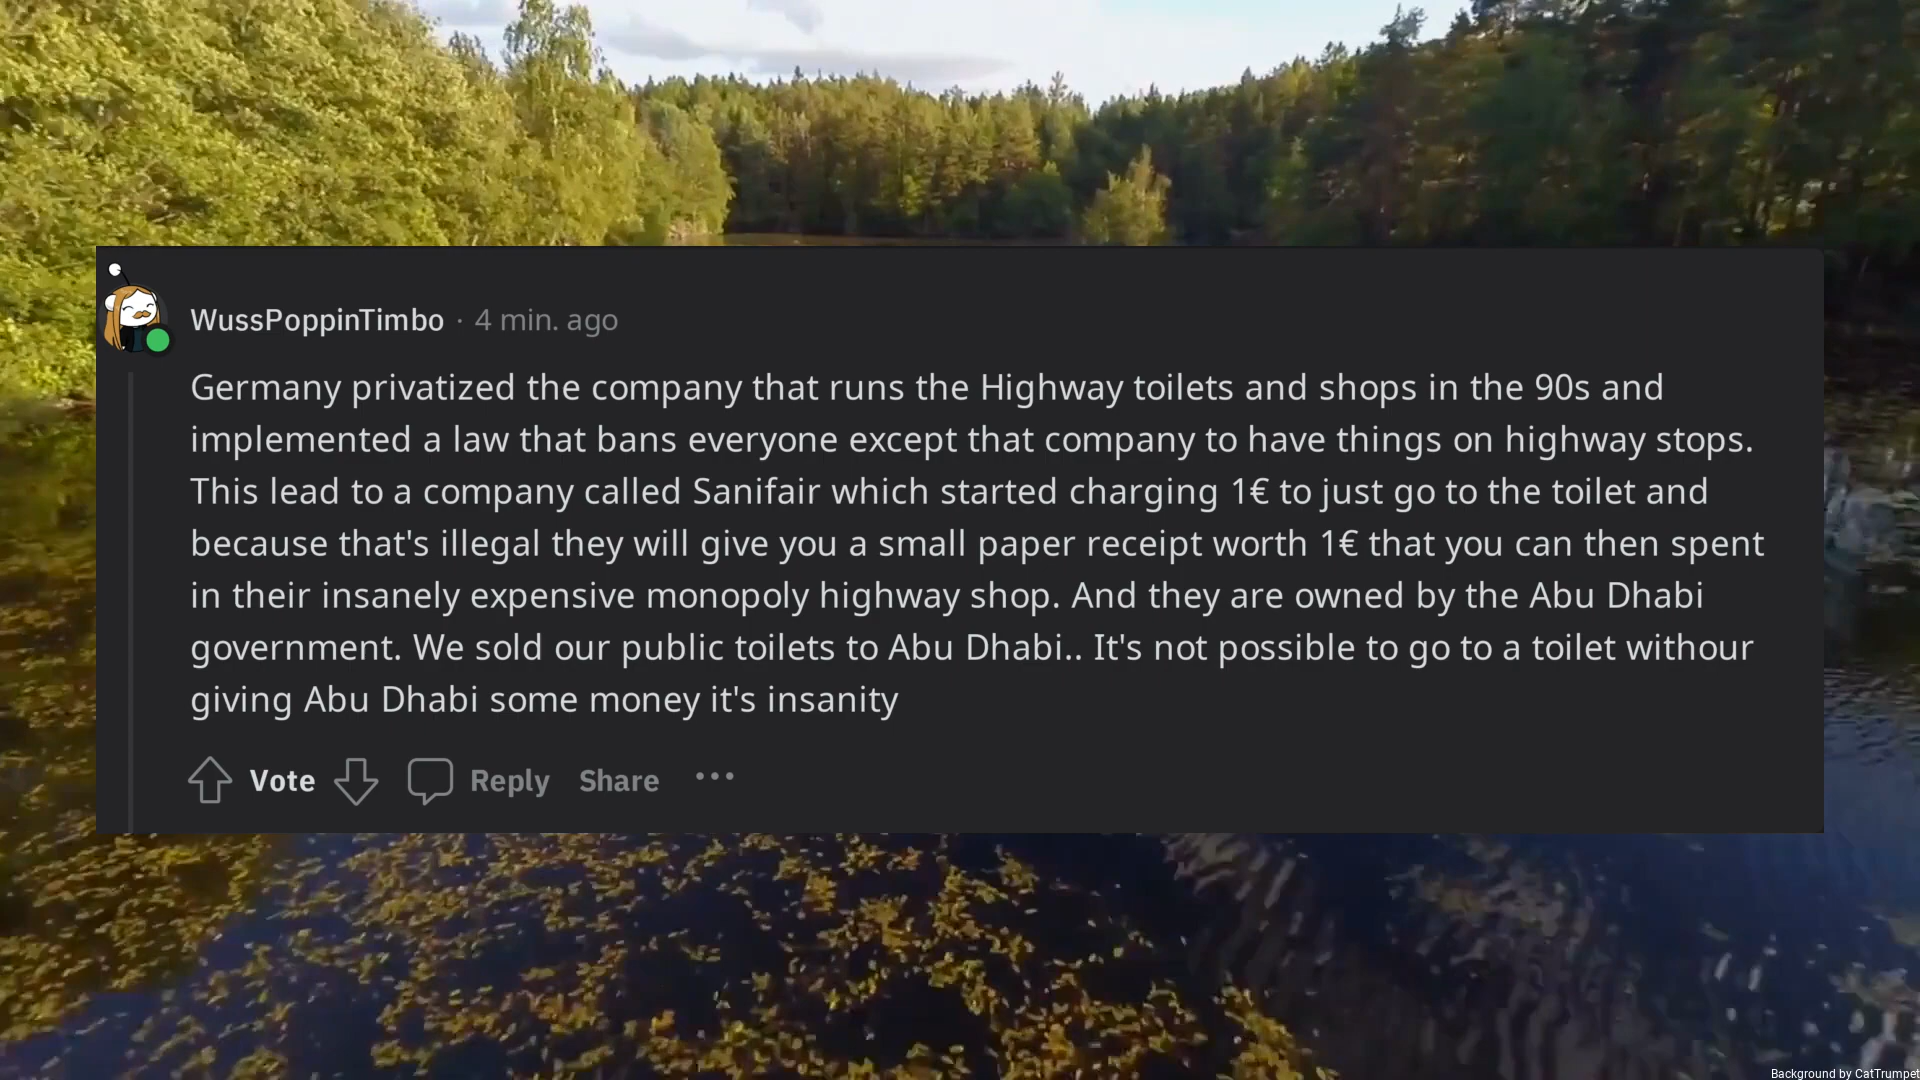 WussPoppinTimbo · 4 min. ago
Germany privatized the company that runs the Highway toilets and shops in the 90s and
implemented a law that bans everyone except that company to have things on highway stops.
This lead to a company called Sanifair which started charging 1€ to just go to the toilet and
because that's illegal they will give you a small paper receipt worth 1€ that you can then spent
in their insanely expensive monopoly highway shop. And they are owned by the Abu Dhabi
government. We sold our public toilets to Abu Dhabi.. It's not possible to go to a toilet withour
giving Abu Dhabi some money it's insanity
Vote Reply Share ···
Background by CatTrumpet